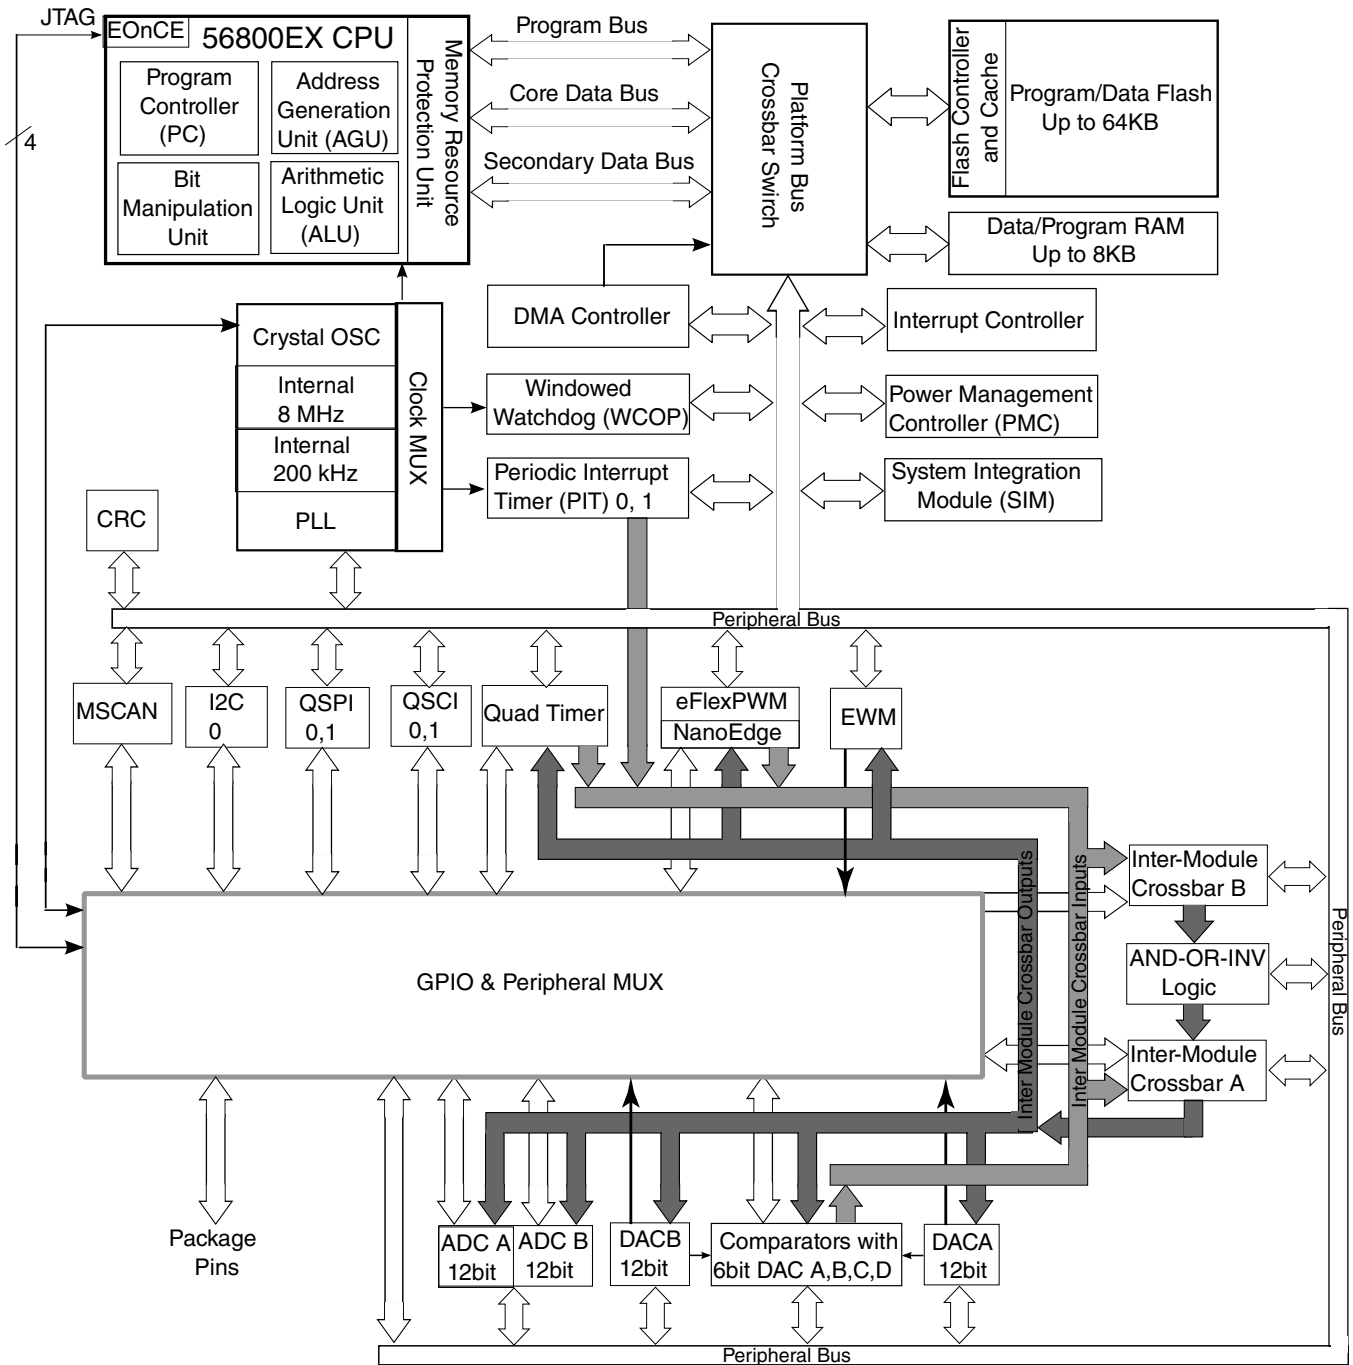 JTAG
EOnCE
56800EX CPU
4
Program
Controller
(PC)
Address
Generation
Unit (AGU)
Bit
Manipulation
Unit
Arithmetic
Logic Unit
(ALU)
Memory Resource
Protection Unit
Program Bus
Core Data Bus
Secondary Data Bus
Platform Bus
Crossbar Swirch
Flash Controller
and Cache
Program/Data Flash
Up to 64KB
Data/Program RAM
Up to 8KB
Crystal OSC
Internal
8 MHz
Internal
200 kHz
PLL
Clock MUX
DMA Controller
Windowed
Watchdog (WCOP)
Periodic Interrupt
Timer (PIT) 0, 1
Interrupt Controller
Power Management
Controller (PMC)
System Integration
Module (SIM)
CRC
Peripheral Bus
MSCAN
I2C
0
QSPI
0,1
QSCI
0,1
Quad Timer
eFlexPWM
NanoEdge
EWM
GPIO & Peripheral MUX
Inter Module Crossbar Outputs
Inter Module Crossbar Inputs
Inter-Module
Crossbar B
AND-OR-INV
Logic
Inter-Module
Crossbar A
Peripheral Bus
Package
Pins
ADC A
12bit
ADC B
12bit
DACB
12bit
Comparators with
6bit DAC A,B,C,D
DACA
12bit
Peripheral Bus